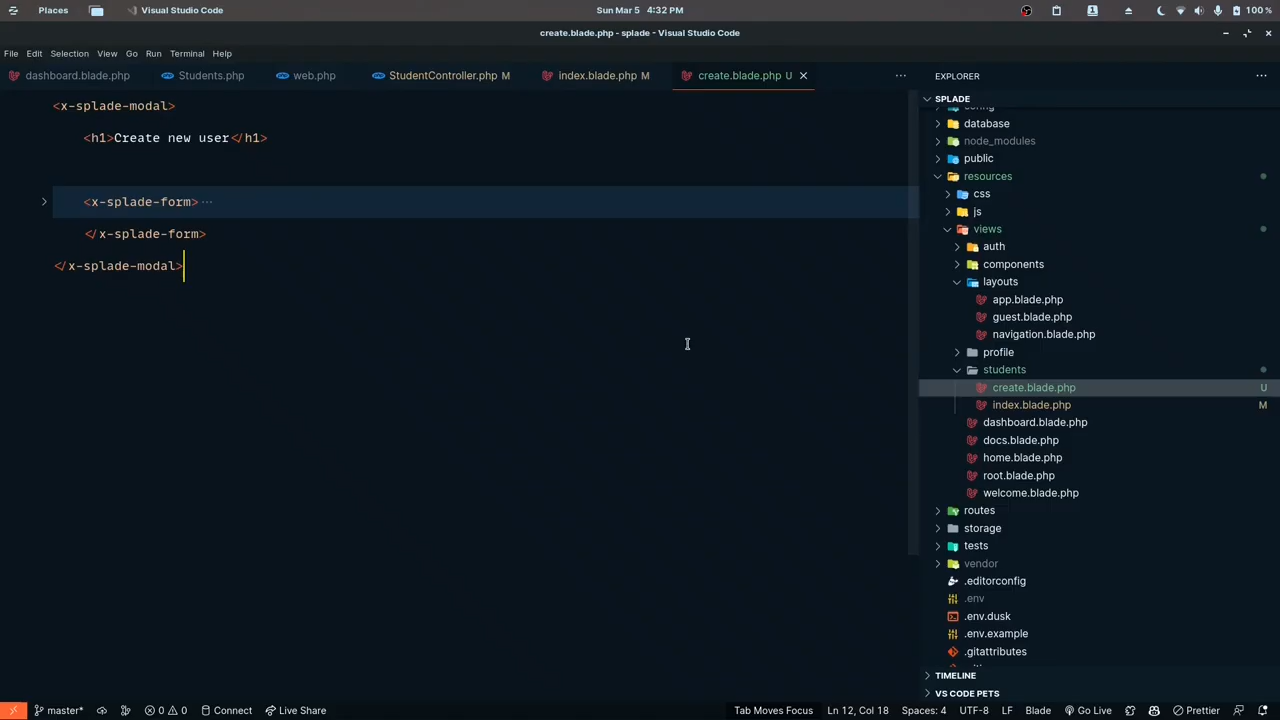 Places
Visual Studio Code
Sun Mar 5 4:32 PM
100 %
create.blade.php - splade - Visual Studio Code
File Edit Selection View Go Run Terminal Help
dashboard.blade.php Students.php web.php StudentController.php M index.blade.php M create.blade.php U
<x-splade-modal>
<h1>Create new user</h1>
<x-splade-form>···
</x-splade-form>
</x-splade-modal>
EXPLORER
SPLADE
config
database
node_modules
public
resources
css
js
views
auth
components
layouts
app.blade.php
guest.blade.php
navigation.blade.php
profile
students
create.blade.php U
index.blade.php M
dashboard.blade.php
docs.blade.php
home.blade.php
root.blade.php
welcome.blade.php
routes
storage
tests
vendor
.editorconfig
.env
.env.dusk
.env.example
.gitattributes
TIMELINE
VS CODE PETS
master* 0 0 Connect Live Share Tab Moves Focus Ln 12, Col 18 Spaces: 4 UTF-8 LF Blade Go Live Prettier